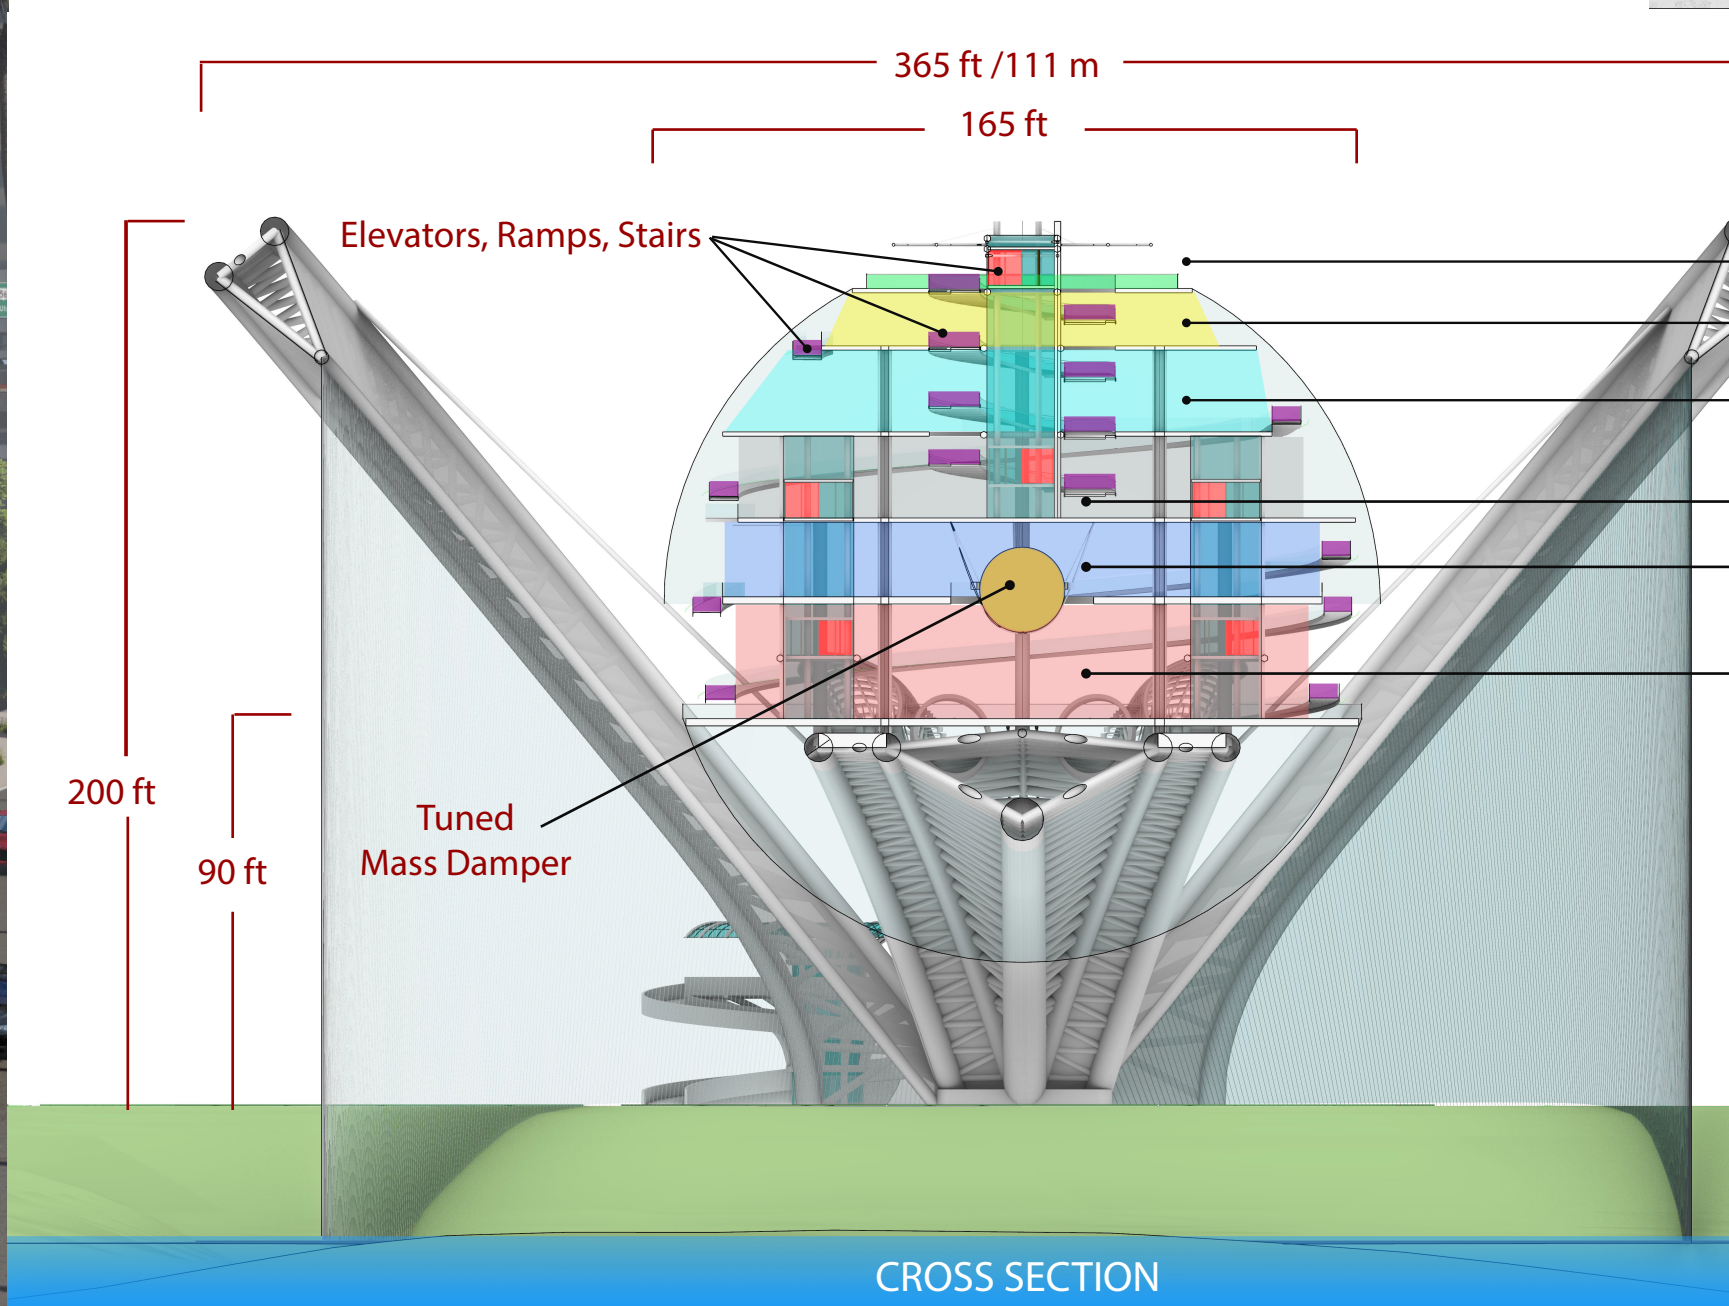 365 ft /111 m
165 ft
Elevators, Ramps, Stairs
200 ft
90 ft
Tuned
Mass Damper
CROSS SECTION